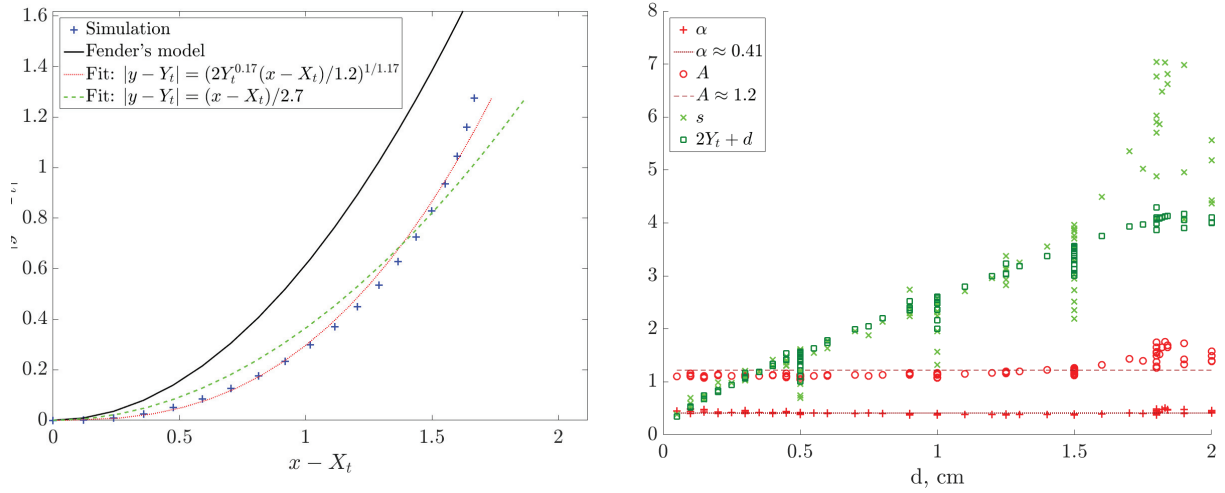 1.6
1.4
1.2
1
0.8
0.6
0.4
0.2
0
0
0.5
1
1.5
2
x − X_t
Simulation
Fender's model
Fit: |y − Y_t| = (2Y_t^{0.17}(x − X_t)/1.2)^{1/1.17}
Fit: |y − Y_t| = (x − X_t)/2.7
8
7
6
5
4
3
2
1
0
0
0.5
1
1.5
2
d, cm
α
α ≈ 0.41
A
A ≈ 1.2
s
2Y_t + d